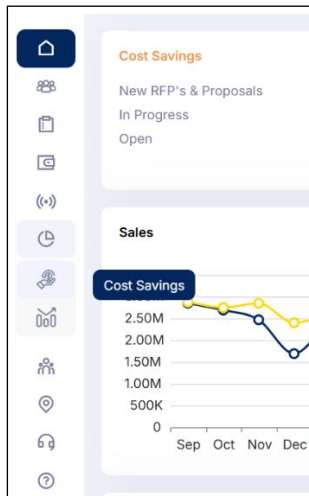 Cost Savings
New RFP's & Proposals
In Progress
Open
Sales
Cost Savings
2.50M
2.00M
1.50M
1.00M
500K
0
Sep Oct Nov Dec